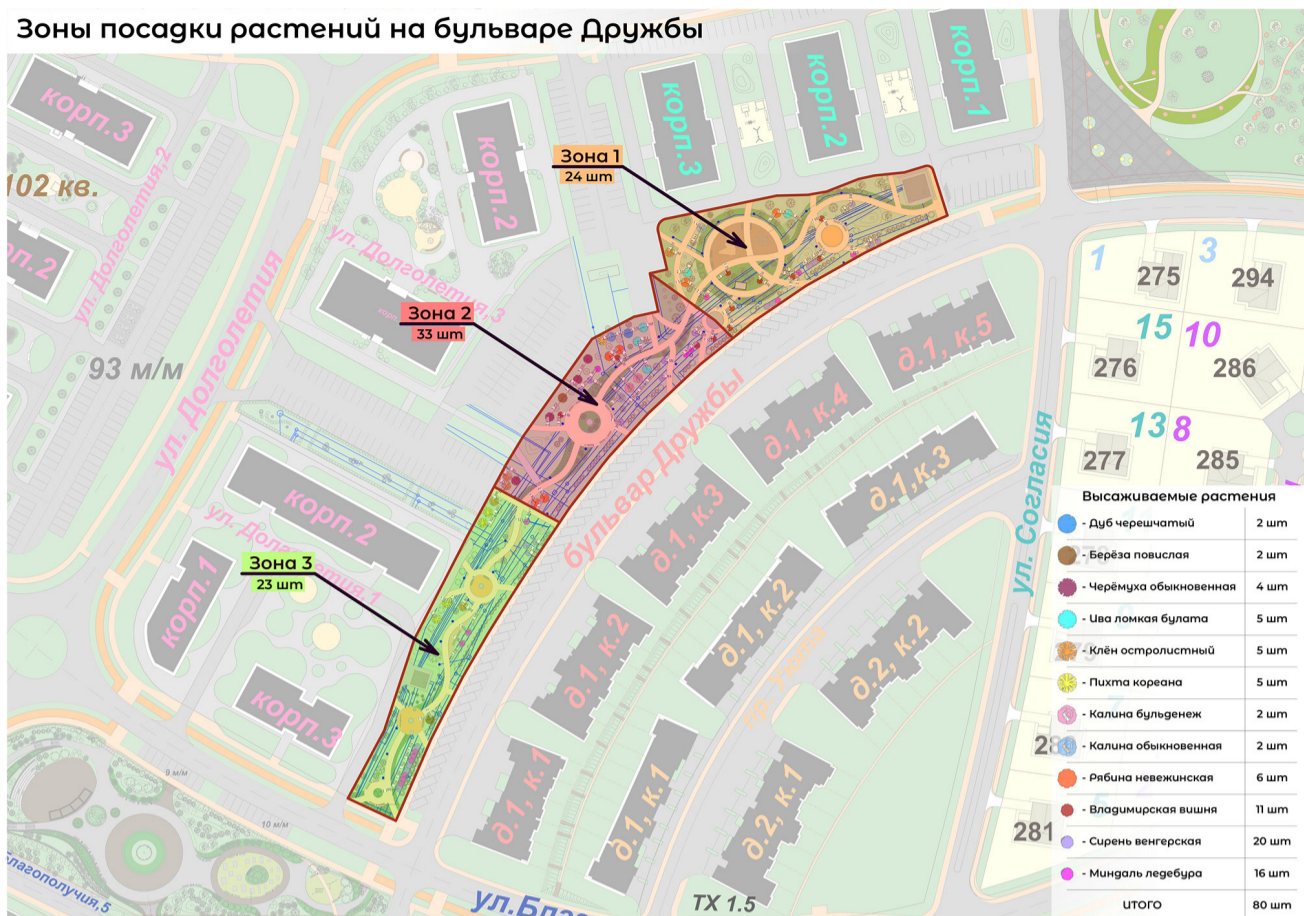 Зоны посадки растений на бульваре Дружбы
корп.3
корп.2
корп.3
корп.2
корп.1
Зона 1
24 шт
102 кв.
ул. Долголетия,2
ул. Долголетия,3
ул. Долголетия
Зона 2
33 шт
93 м/м
бульвар Дружбы
д.1, к.5
д.1, к.4
д.1,к.3
д.1, к.3
д.1, к.2
д.1, к.2
д.2, к.2
д.1, к.1
д.1, к.1
д.2, к.1
корп.2
корп. 1
корп.3
Зона 3
23 шт
ул. Согласия
1
3
275
294
15
10
276
286
13
8
277
285
281
9 м/м
10 м/м
ул.Бла
ТХ 1.5
Высаживаемые растения
- Дуб черешчатый 2 шт
- Берёза повислая 2 шт
- Черёмуха обыкновенная 4 шт
- Ива ломкая булата 5 шт
- Клён остролистный 5 шт
- Пихта кореана 5 шт
- Калина бульденеж 2 шт
- Калина обыкновенная 2 шт
- Рябина невежинская 6 шт
- Владимирская вишня 11 шт
- Сирень венгерская 20 шт
- Миндаль ледебура 16 шт
ИТОГО 80 шт